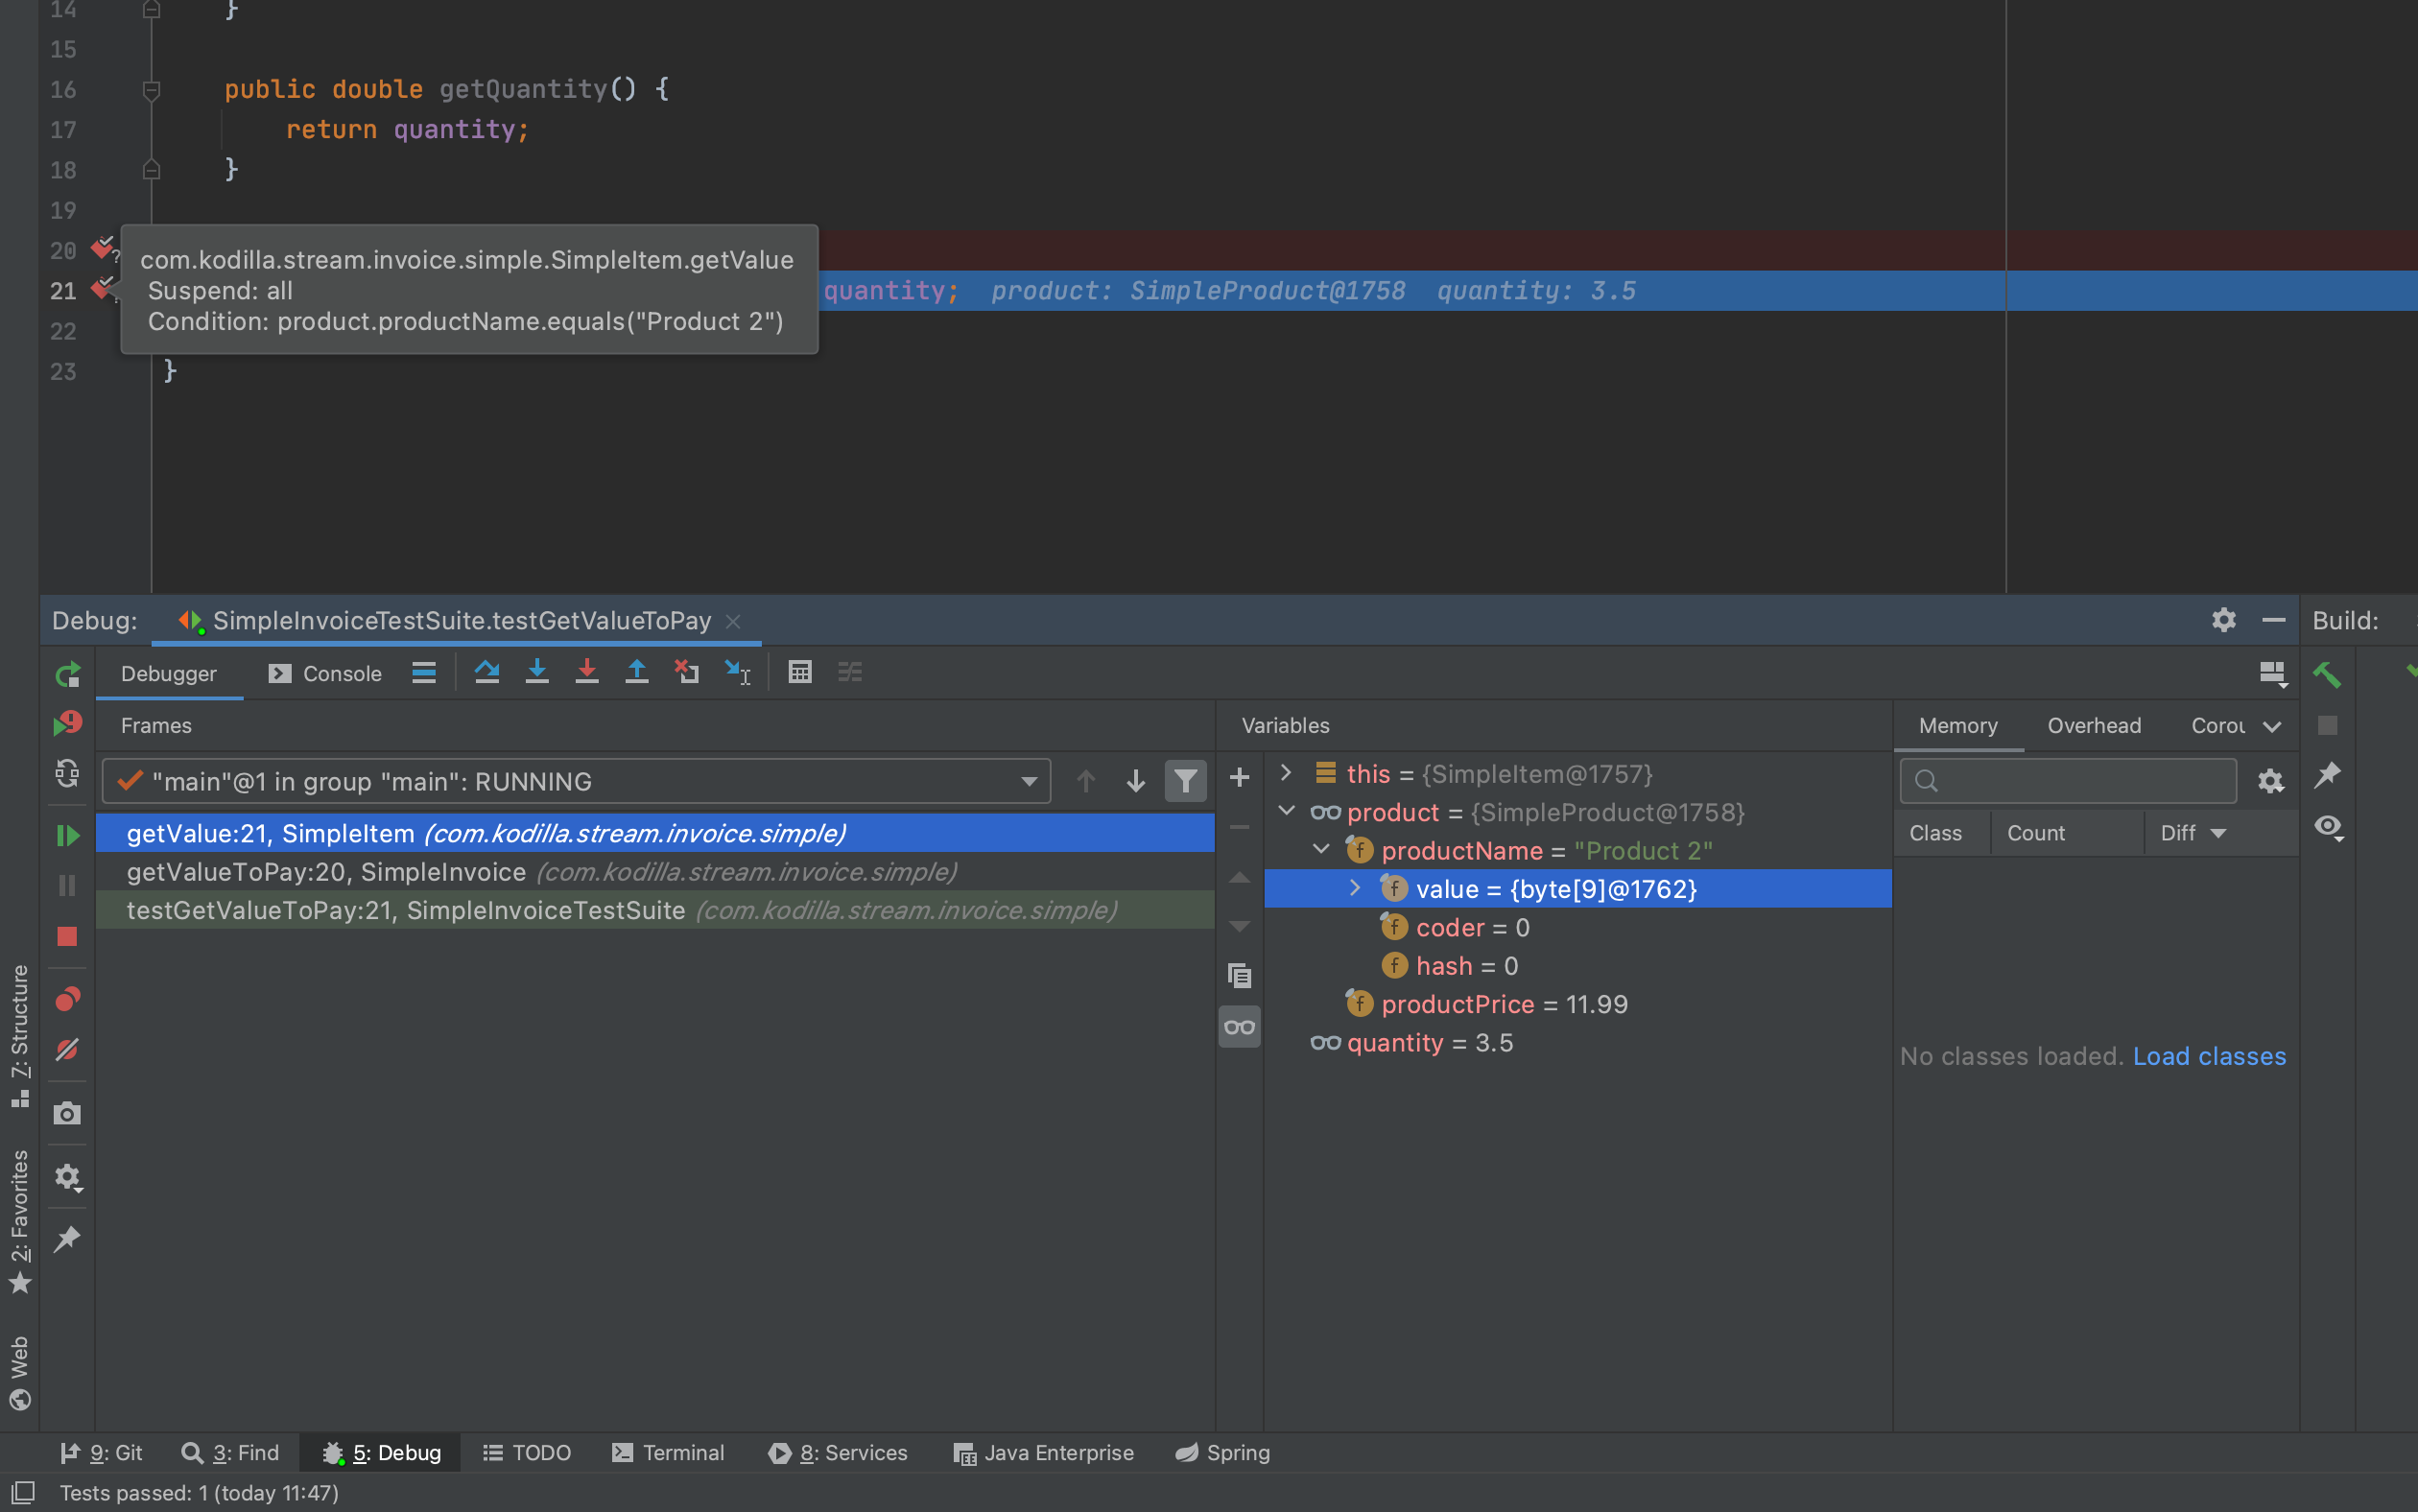 14 }
15
16 public double getQuantity() {
17 return quantity;
18 }
19
20 ?
com.kodilla.stream.invoice.simple.SimpleItem.getValue
21 quantity; product: SimpleProduct@1758 quantity: 3.5
Suspend: all
Condition: product.productName.equals("Product 2")
22
23 }
Debug: SimpleInvoiceTestSuite.testGetValueToPay
Build:
Debugger Console
Frames
Variables
Memory Overhead Corou
"main"@1 in group "main": RUNNING
getValue:21, SimpleItem (com.kodilla.stream.invoice.simple)
getValueToPay:20, SimpleInvoice (com.kodilla.stream.invoice.simple)
testGetValueToPay:21, SimpleInvoiceTestSuite (com.kodilla.stream.invoice.simple)
this = {SimpleItem@1757}
product = {SimpleProduct@1758}
productName = "Product 2"
value = {byte[9]@1762}
coder = 0
hash = 0
productPrice = 11.99
quantity = 3.5
Class Count Diff
No classes loaded. Load classes
7: Structure
2: Favorites
Web
9: Git 3: Find 5: Debug TODO Terminal 8: Services Java Enterprise Spring
Tests passed: 1 (today 11:47)